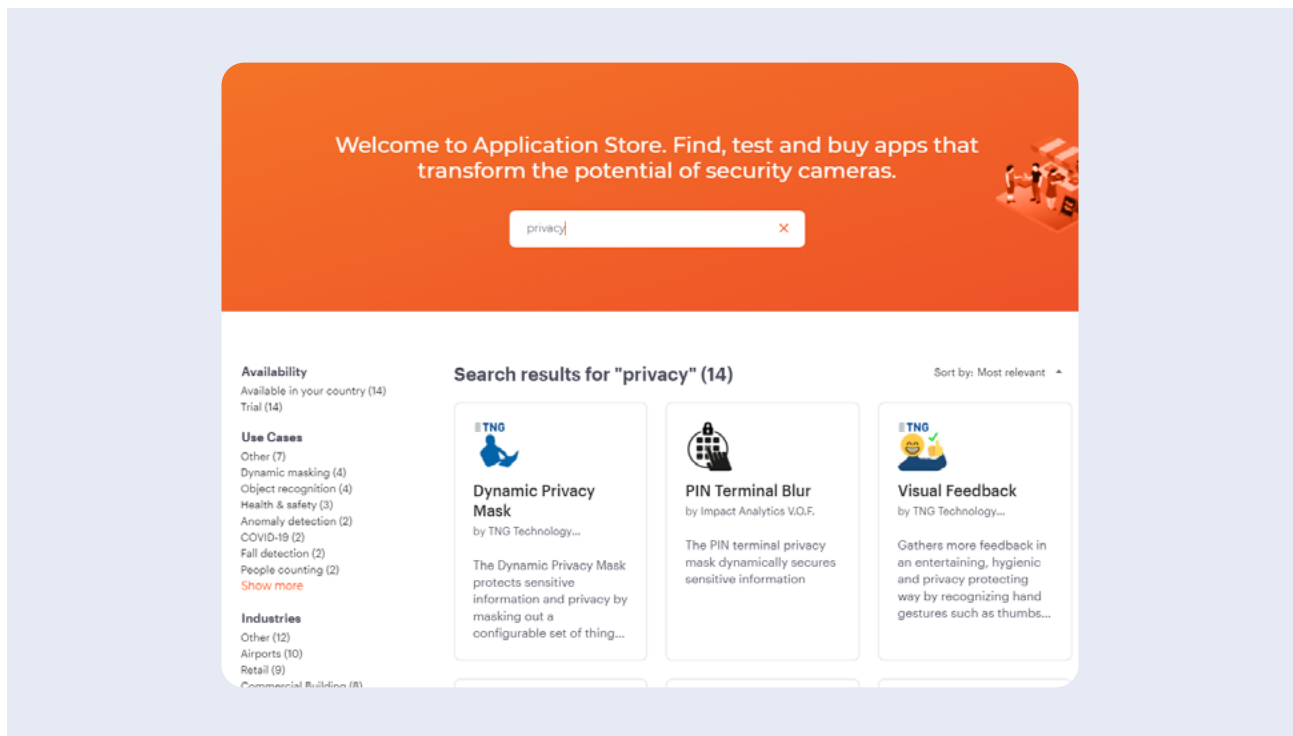 Welcome to Application Store. Find, test and buy apps that
transform the potential of security cameras.
privacy
Availability
Available in your country (14)
Trial (14)
Use Cases
Other (7)
Dynamic masking (4)
Object recognition (4)
Health & safety (3)
Anomaly detection (2)
COVID-19 (2)
Fall detection (2)
People counting (2)
Show more
Industries
Other (12)
Airports (10)
Retail (9)
Commercial Building (8)
Search results for "privacy" (14)
Sort by: Most relevant
TNG
Dynamic Privacy
Mask
by TNG Technology...
The Dynamic Privacy Mask
protects sensitive
information and privacy by
masking out a
configurable set of thing...
PIN Terminal Blur
by Impact Analytics V.O.F.
The PIN terminal privacy
mask dynamically secures
sensitive information
TNG
Visual Feedback
by TNG Technology...
Gathers more feedback in
an entertaining, hygienic
and privacy protecting
way by recognizing hand
gestures such as thumbs...